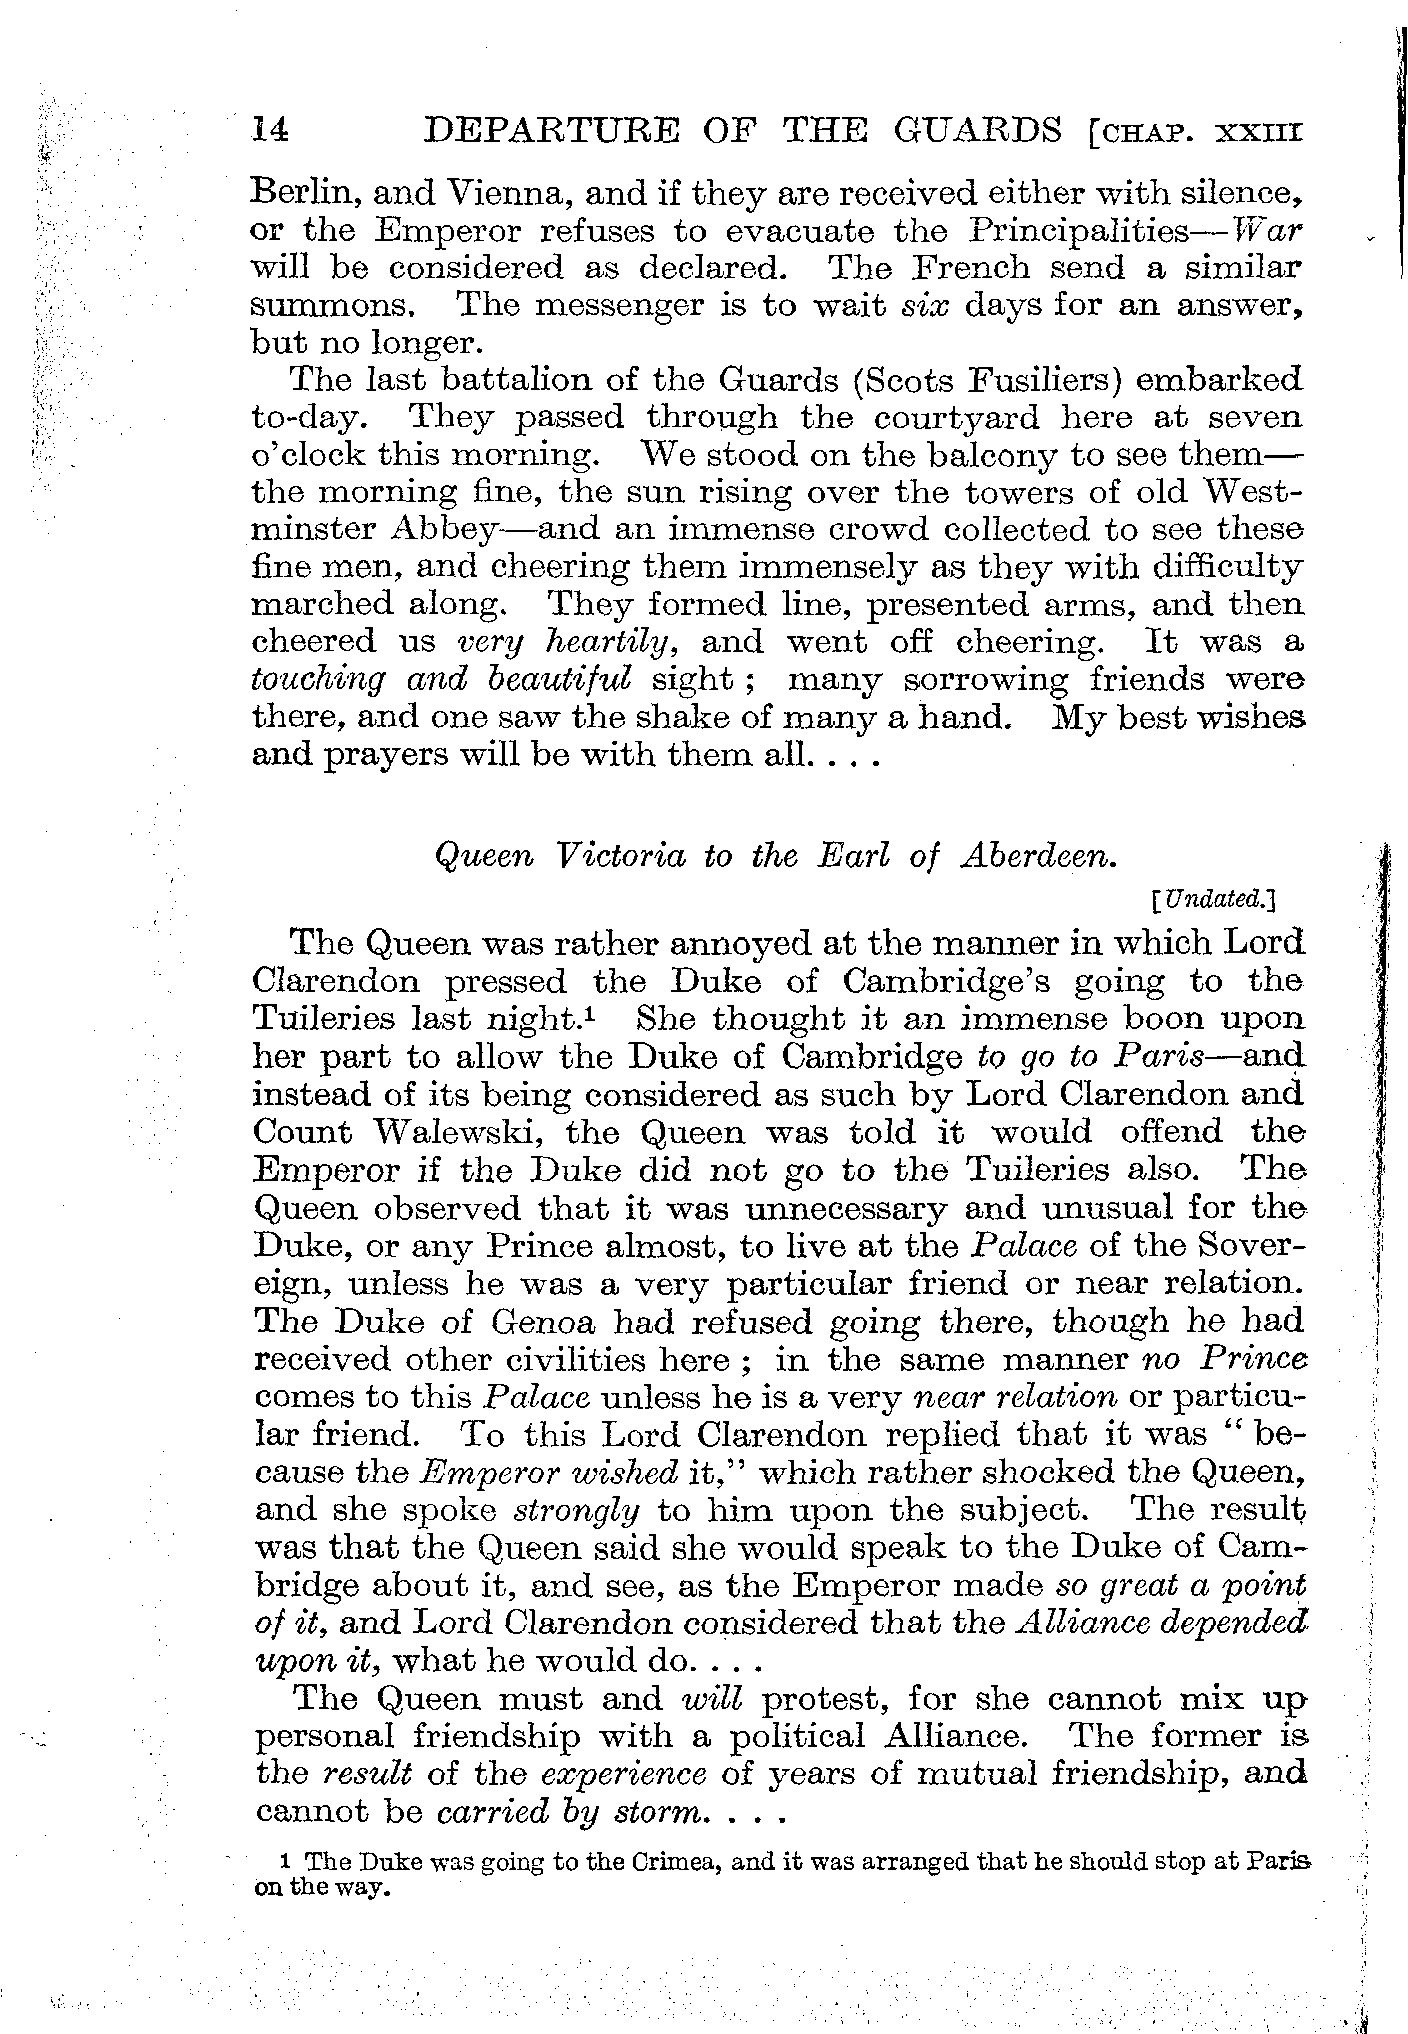 14 DEPARTURE OF THE GUARDS [CHAP. XXIII
Berlin, and Vienna, and if they are received either with silence,
or the Emperor refuses to evacuate the Principalities—War
will be considered as declared. The French send a similar
summons. The messenger is to wait six days for an answer,
but no longer.
The last battalion of the Guards (Scots Fusiliers) embarked
to-day. They passed through the courtyard here at seven
o'clock this morning. We stood on the balcony to see them—
the morning fine, the sun rising over the towers of old West-
minster Abbey—and an immense crowd collected to see these
fine men, and cheering them immensely as they with difficulty
marched along. They formed line, presented arms, and then
cheered us very heartily, and went off cheering. It was a
touching and beautiful sight ; many sorrowing friends were
there, and one saw the shake of many a hand. My best wishes
and prayers will be with them all. . . .
Queen Victoria to the Earl of Aberdeen.
[Undated.]
The Queen was rather annoyed at the manner in which Lord
Clarendon pressed the Duke of Cambridge's going to the
Tuileries last night.¹ She thought it an immense boon upon
her part to allow the Duke of Cambridge to go to Paris—and
instead of its being considered as such by Lord Clarendon and
Count Walewski, the Queen was told it would offend the
Emperor if the Duke did not go to the Tuileries also. The
Queen observed that it was unnecessary and unusual for the
Duke, or any Prince almost, to live at the Palace of the Sover-
eign, unless he was a very particular friend or near relation.
The Duke of Genoa had refused going there, though he had
received other civilities here ; in the same manner no Prince
comes to this Palace unless he is a very near relation or particu-
lar friend. To this Lord Clarendon replied that it was " be-
cause the Emperor wished it," which rather shocked the Queen,
and she spoke strongly to him upon the subject. The result
was that the Queen said she would speak to the Duke of Cam-
bridge about it, and see, as the Emperor made so great a point
of it, and Lord Clarendon considered that the Alliance depended
upon it, what he would do. . . .
The Queen must and will protest, for she cannot mix up
personal friendship with a political Alliance. The former is
the result of the experience of years of mutual friendship, and
cannot be carried by storm. . . .
1 The Duke was going to the Crimea, and it was arranged that he should stop at Paris
on the way.